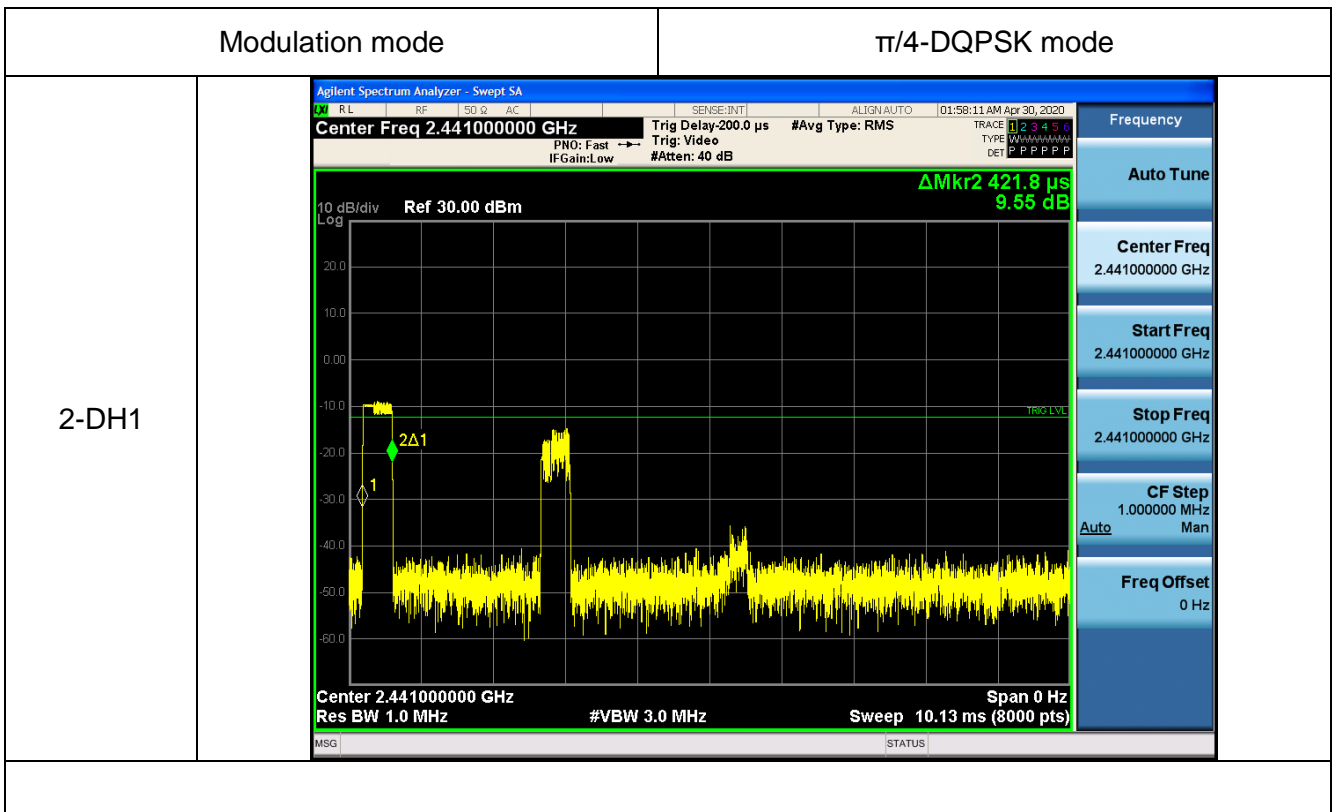 Modulation mode
π/4-DQPSK mode
2-DH1
Agilent Spectrum Analyzer - Swept SA
LXI RL RF 50 Ω AC SENSE:INT ALIGN AUTO 01:58:11 AM Apr 30, 2020
Center Freq 2.441000000 GHz
PNO: Fast
IFGain:Low
Trig Delay-200.0 µs
Trig: Video
#Atten: 40 dB
#Avg Type: RMS
TRACE 1 2 3 4 5 6
TYPE WWWWWW
DET P P P P P P
ΔMkr2 421.8 µs
9.55 dB
10 dB/div
Log
Ref 30.00 dBm
20.0
10.0
0.00
-10.0
-20.0
-30.0
-40.0
-50.0
-60.0
TRIG LVL
2Δ1
1
Center 2.441000000 GHz
Span 0 Hz
Res BW 1.0 MHz
#VBW 3.0 MHz
Sweep 10.13 ms (8000 pts)
MSG
STATUS
Frequency
Auto Tune
Center Freq
2.441000000 GHz
Start Freq
2.441000000 GHz
Stop Freq
2.441000000 GHz
CF Step
1.000000 MHz
Auto Man
Freq Offset
0 Hz